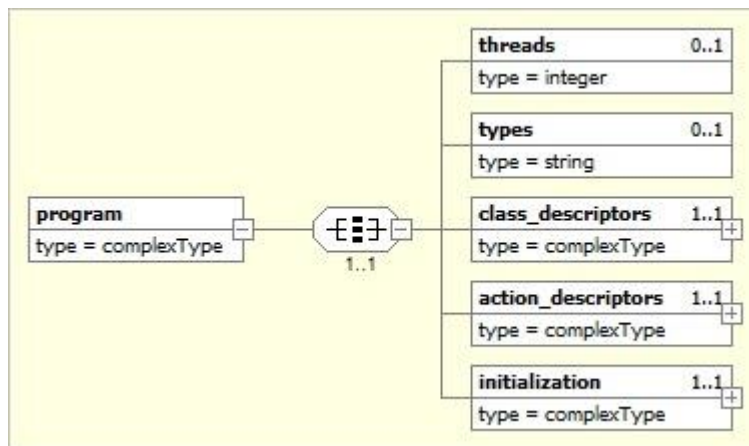 threads 0..1
type = integer
types 0..1
type = string
program
type = complexType
1..1
class_descriptors 1..1
type = complexType
action_descriptors 1..1
type = complexType
initialization 1..1
type = complexType